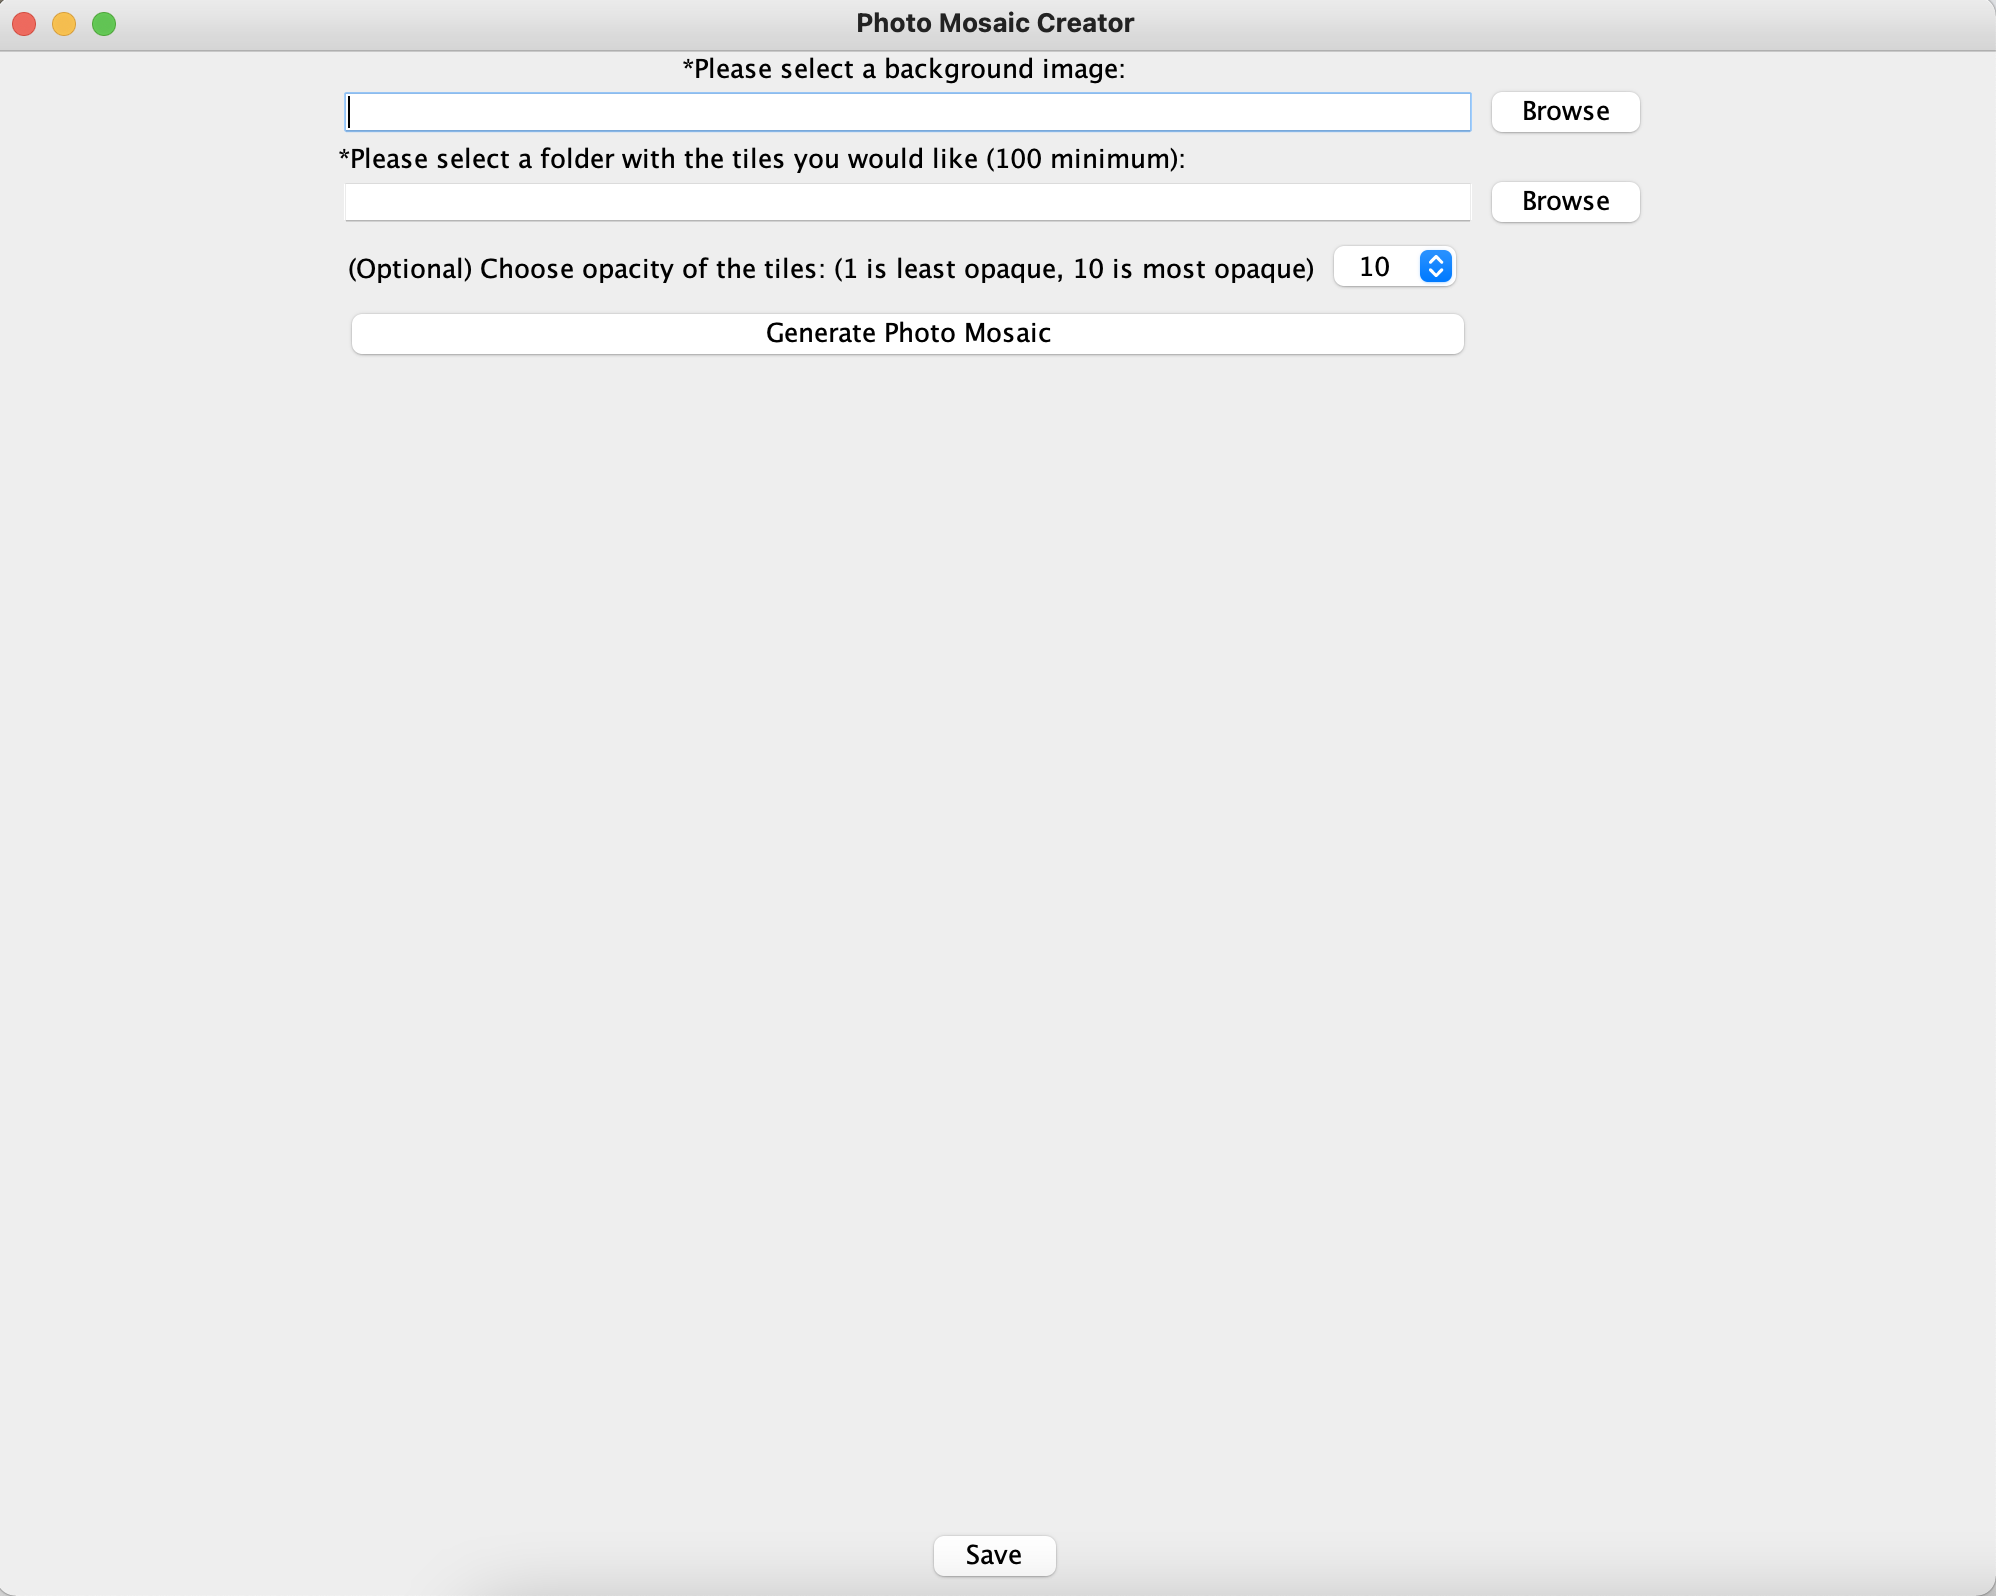 Photo Mosaic Creator
*Please select a background image:
Browse
*Please select a folder with the tiles you would like (100 minimum):
Browse
(Optional) Choose opacity of the tiles: (1 is least opaque, 10 is most opaque) 10
Generate Photo Mosaic
Save